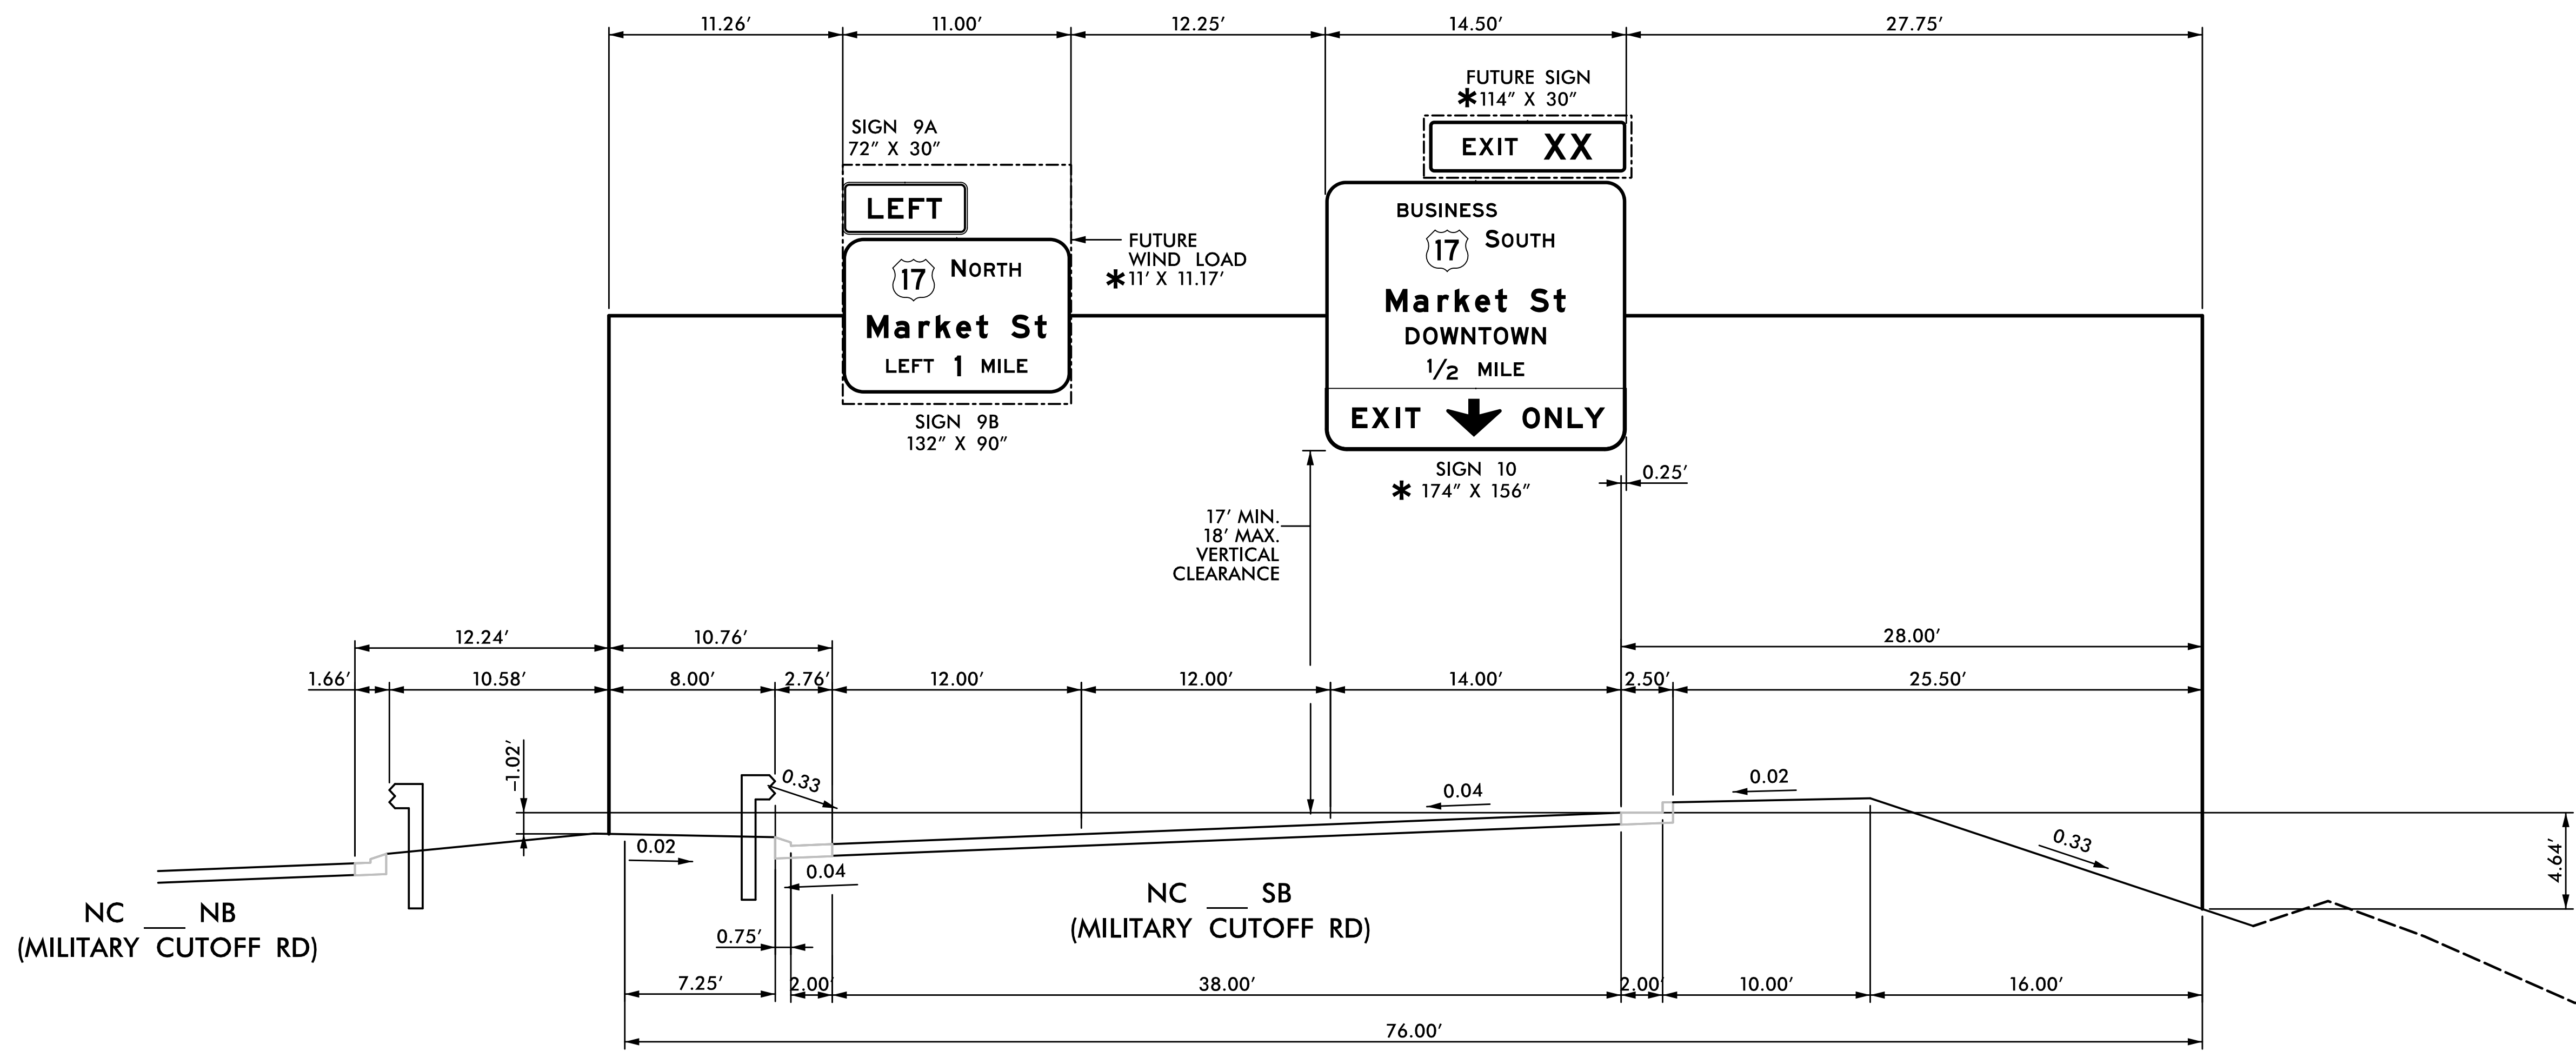 11.26′ 11.00′ 12.25′ 14.50′ 27.75′
FUTURE SIGN
✱114″ X 30″
EXIT XX
SIGN 9A
72″ X 30″
LEFT
17 NORTH
Market St
LEFT 1 MILE
SIGN 9B
132″ X 90″
FUTURE
WIND LOAD
✱11′ X 11.17′
BUSINESS
17 SOUTH
Market St
DOWNTOWN
1/2 MILE
EXIT ONLY
SIGN 10
✱ 174″ X 156″
0.25′
17′ MIN.
18′ MAX.
VERTICAL
CLEARANCE
12.24′ 10.76′ 28.00′
1.66′ 10.58′ 8.00′ 2.76′ 12.00′ 12.00′ 14.00′ 2.50′ 25.50′
-1.02′
0.33
0.04
0.02
0.02
0.04
0.33
4.64′
NC ___ NB
(MILITARY CUTOFF RD)
NC ___ SB
(MILITARY CUTOFF RD)
0.75′
7.25′ 2.00′ 38.00′ 2.00′ 10.00′ 16.00′
76.00′